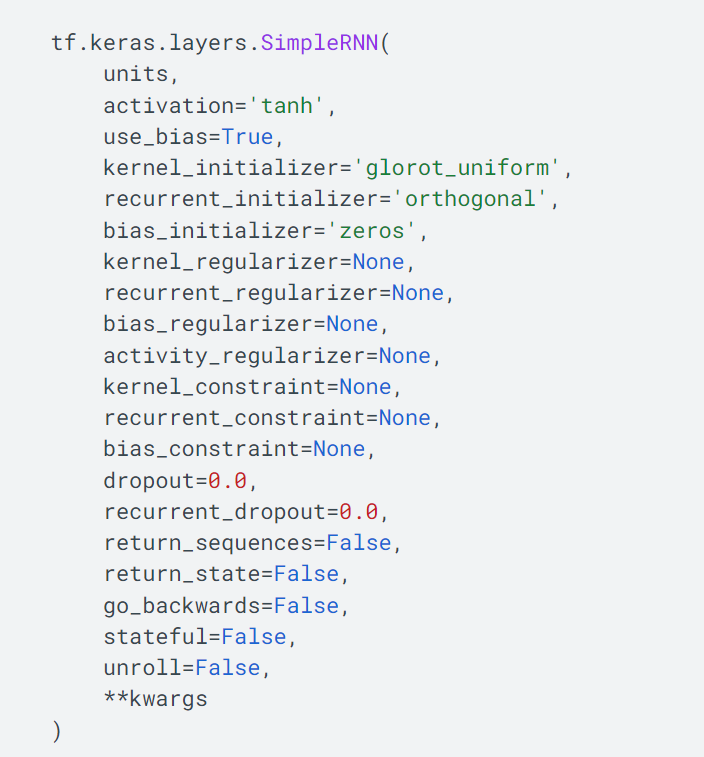 tf.keras.layers.SimpleRNN(
    units,
    activation='tanh',
    use_bias=True,
    kernel_initializer='glorot_uniform',
    recurrent_initializer='orthogonal',
    bias_initializer='zeros',
    kernel_regularizer=None,
    recurrent_regularizer=None,
    bias_regularizer=None,
    activity_regularizer=None,
    kernel_constraint=None,
    recurrent_constraint=None,
    bias_constraint=None,
    dropout=0.0,
    recurrent_dropout=0.0,
    return_sequences=False,
    return_state=False,
    go_backwards=False,
    stateful=False,
    unroll=False,
    **kwargs
)